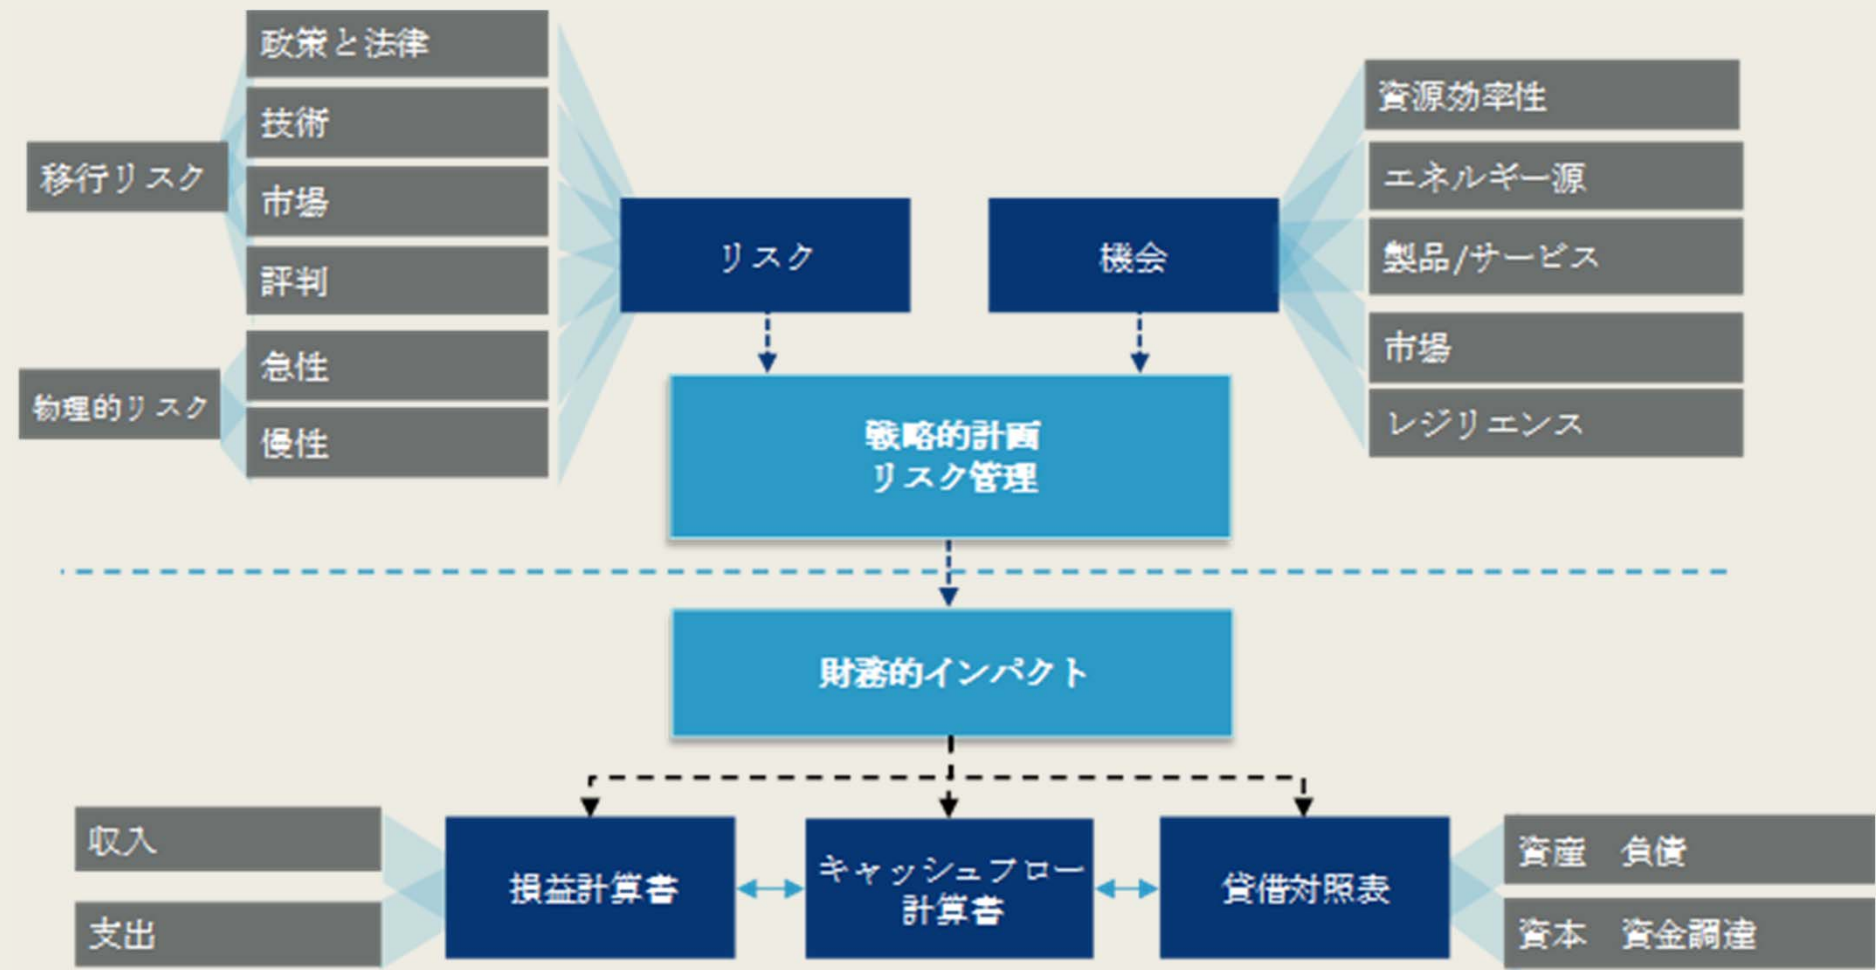 政策と法律
技術
移行リスク
市場
評判
急性
物理的リスク
慢性
リスク
機会
資源効率性
エネルギー源
製品/サービス
市場
レジリエンス
戦略的計画
リスク管理
財務的インパクト
収入
支出
損益計算書
キャッシュフロー
計算書
貸借対照表
資産　負債
資本　資金調達